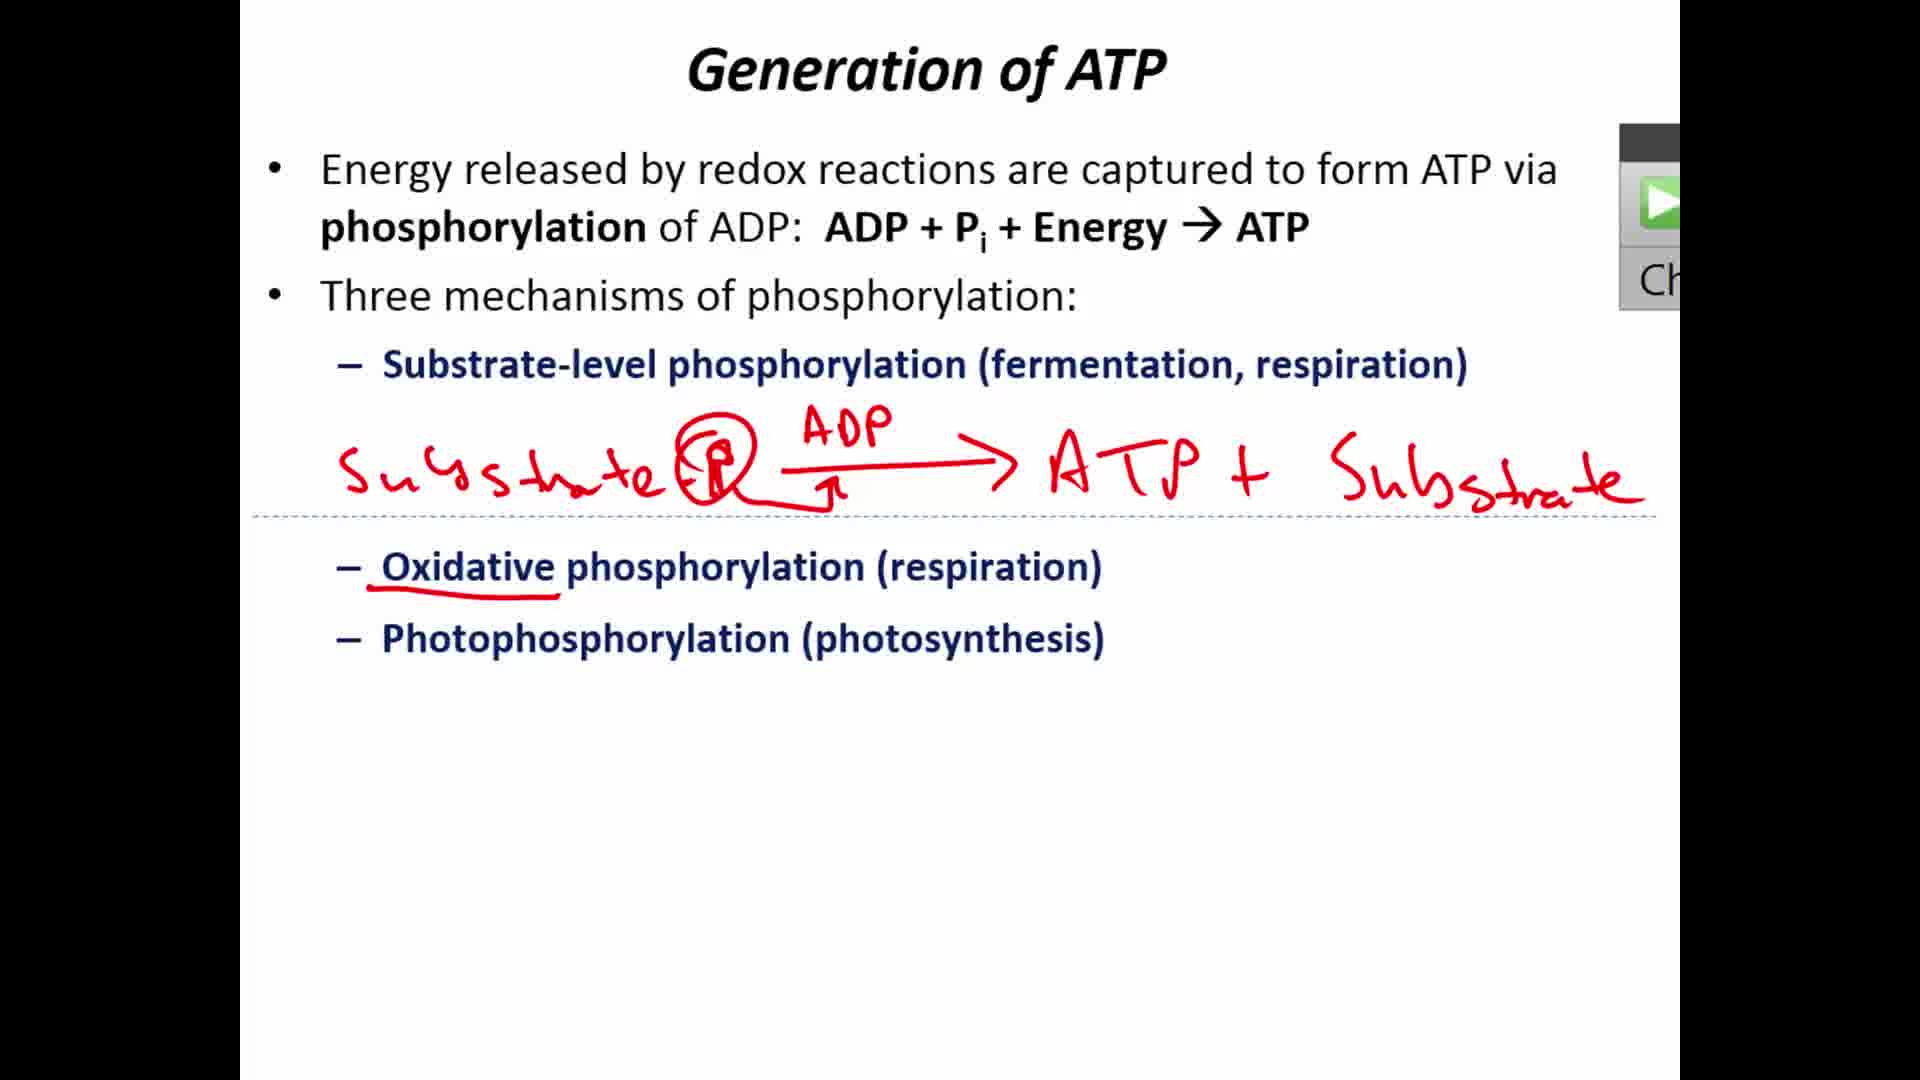 Generation of ATP
• Energy released by redox reactions are captured to form ATP via
phosphorylation of ADP: ADP + Pi + Energy → ATP
Ch
• Three mechanisms of phosphorylation:
– Substrate-level phosphorylation (fermentation, respiration)
ADP
Substrate-P → ATP + Substrate
– Oxidative phosphorylation (respiration)
– Photophosphorylation (photosynthesis)